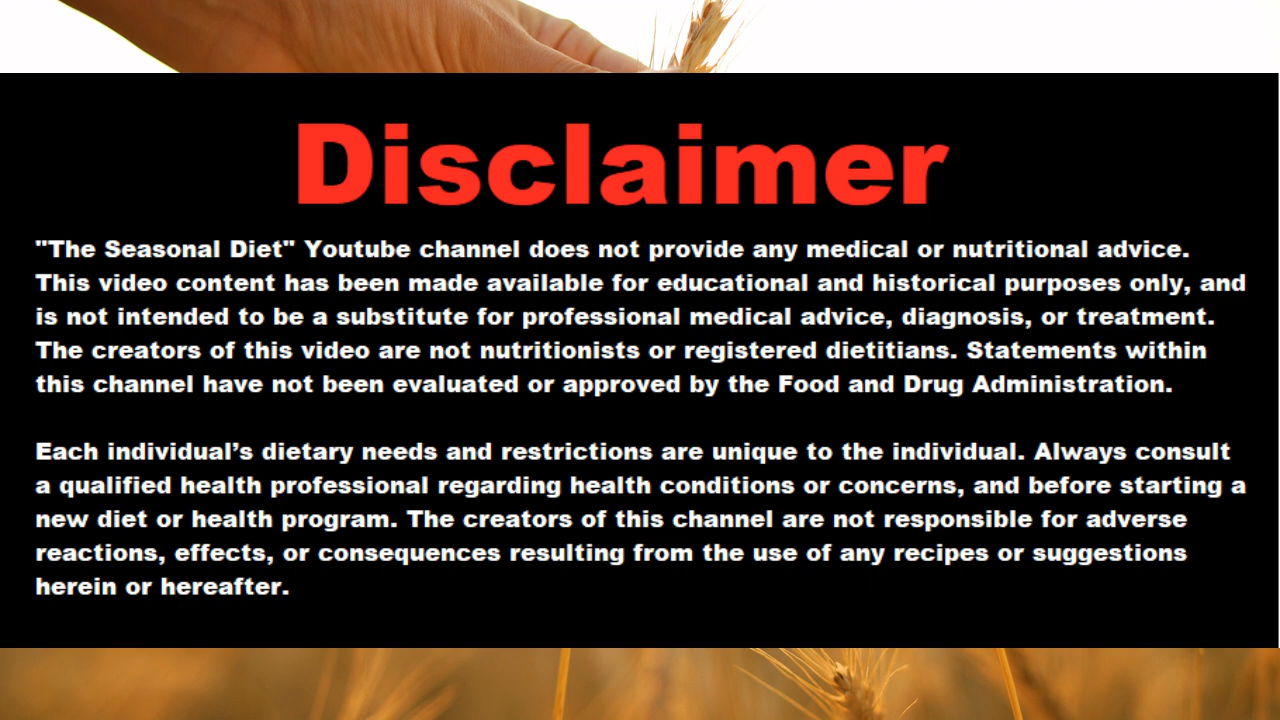 Disclaimer
"The Seasonal Diet" Youtube channel does not provide any medical or nutritional advice.
This video content has been made available for educational and historical purposes only, and
is not intended to be a substitute for professional medical advice, diagnosis, or treatment.
The creators of this video are not nutritionists or registered dietitians. Statements within
this channel have not been evaluated or approved by the Food and Drug Administration.
Each individual’s dietary needs and restrictions are unique to the individual. Always consult
a qualified health professional regarding health conditions or concerns, and before starting a
new diet or health program. The creators of this channel are not responsible for adverse
reactions, effects, or consequences resulting from the use of any recipes or suggestions
herein or hereafter.